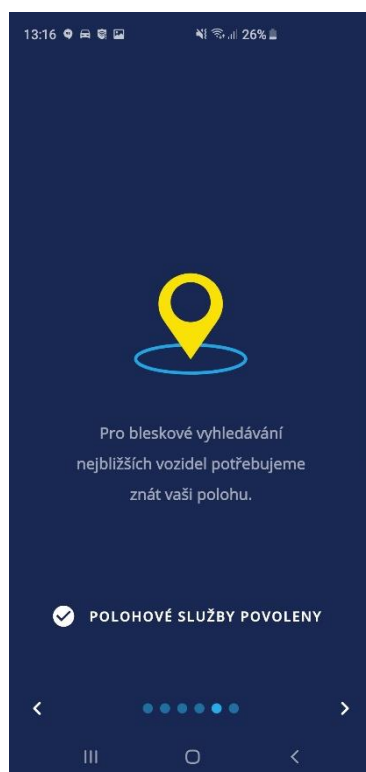 13:16 26%
Pro bleskové vyhledávání
nejbližších vozidel potřebujeme
znát vaši polohu.
POLOHOVÉ SLUŽBY POVOLENY